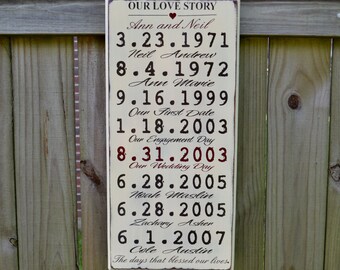 OUR LOVE STORY
Ann and Neil
3.23.1971
Neil Andrew
8.4.1972
Ann Marie
9.16.1999
Our First Date
1.18.2003
Our Engagement Day
8.31.2003
Our Wedding Day
6.28.2005
Noah Maslin
6.28.2005
Zachary Asher
6.1.2007
Cole Austin
The days that blessed our lives